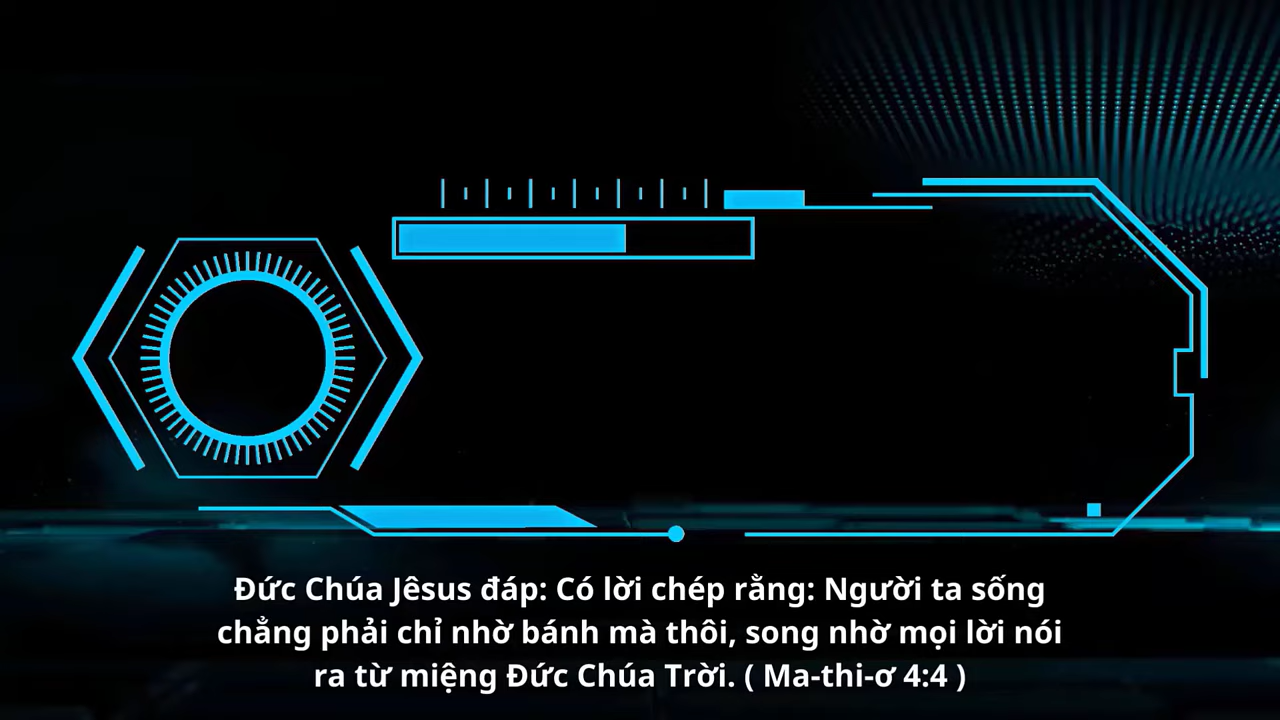 Đức Chúa Jêsus đáp: Có lời chép rằng: Người ta sống
chẳng phải chỉ nhờ bánh mà thôi, song nhờ mọi lời nói
ra từ miệng Đức Chúa Trời. ( Ma-thi-ơ 4:4 )